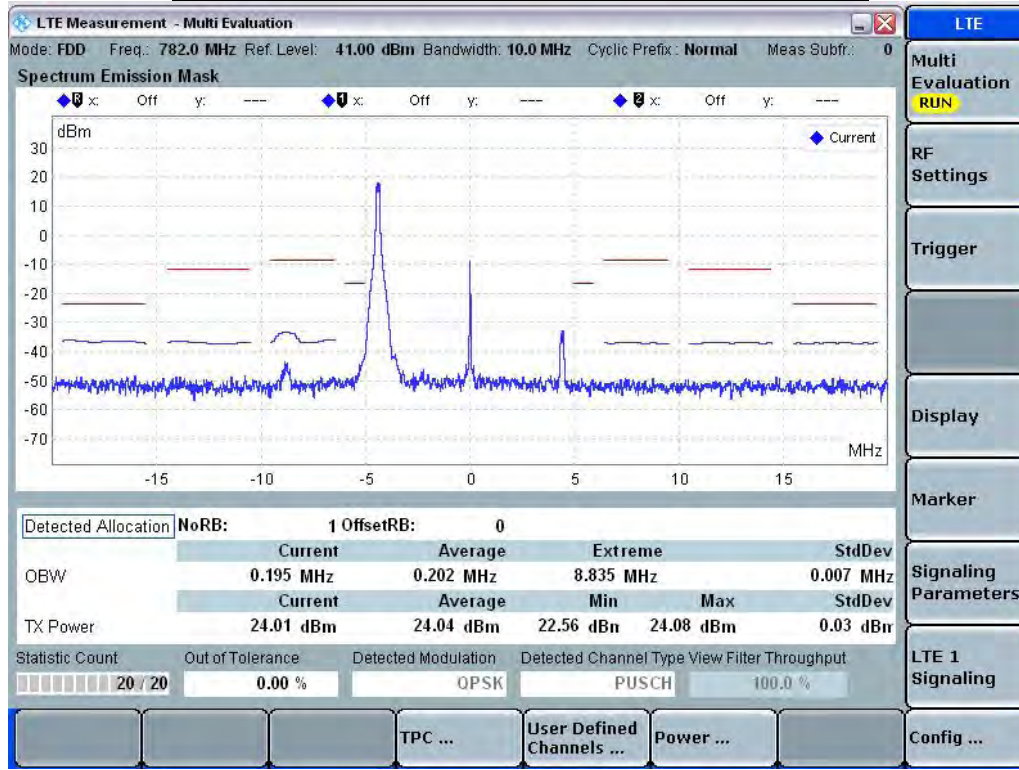 LTE Measurement - Multi Evaluation
LTE
Mode: FDD Freq.: 782.0 MHz Ref. Level: 41.00 dBm Bandwidth: 10.0 MHz Cyclic Prefix: Normal Meas Subfr.: 0
Spectrum Emission Mask
R x: Off y: --- 1 x: Off y: --- 2 x: Off y: ---
dBm
Current
30
20
10
0
-10
-20
-30
-40
-50
-60
-70
MHz
-15 -10 -5 0 5 10 15
Detected Allocation NoRB: 1 OffsetRB: 0
Current Average Extreme StdDev
OBW 0.195 MHz 0.202 MHz 8.835 MHz 0.007 MHz
Current Average Min Max StdDev
TX Power 24.01 dBm 24.04 dBm 22.56 dBm 24.08 dBm 0.03 dBm
Statistic Count Out of Tolerance Detected Modulation Detected Channel Type View Filter Throughput
20 / 20 0.00 % QPSK PUSCH 100.0 %
Multi
Evaluation
RUN
RF
Settings
Trigger
Display
Marker
Signaling
Parameters
LTE 1
Signaling
TPC ...
User Defined
Channels ...
Power ...
Config ...